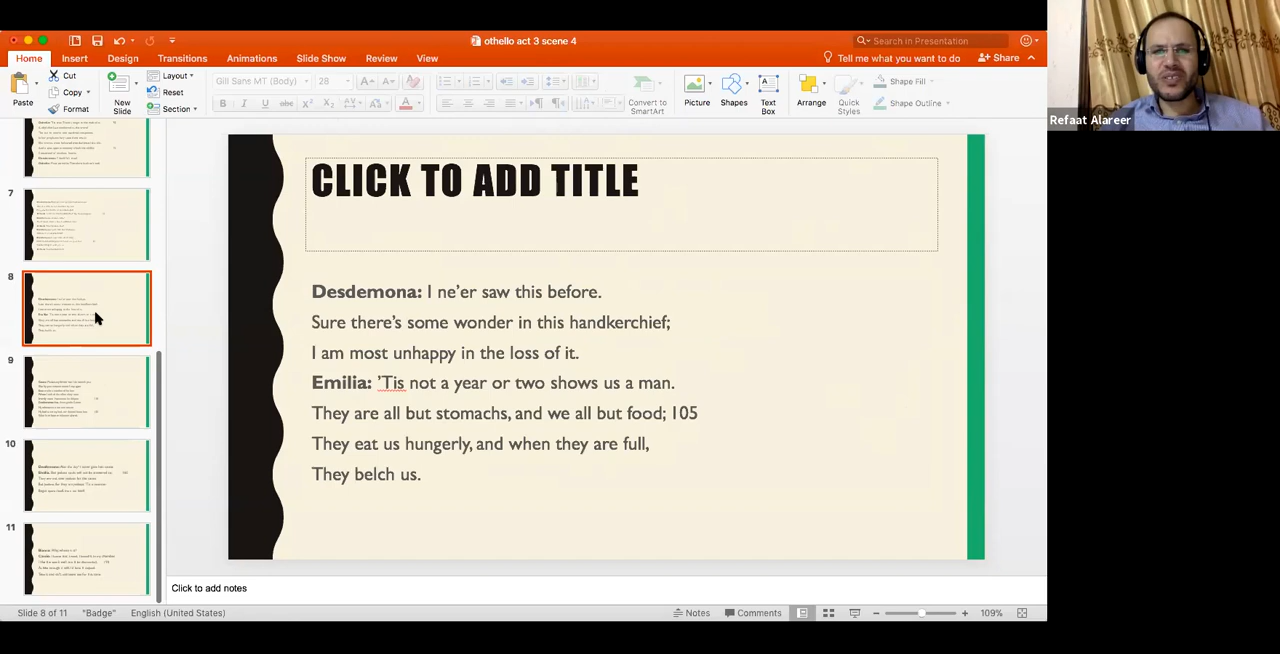 othello act 3 scene 4
Search in Presentation
Home Insert Design Transitions Animations Slide Show Review View
Tell me what you want to do
Share
Paste
Cut
Copy
Format
New Slide
Layout
Reset
Section
Gill Sans MT (Body) 28
Convert to SmartArt
Picture
Shapes
Text Box
Arrange
Quick Styles
Shape Fill
Shape Outline
Refaat Alareer
7
8
9
10
11
CLICK TO ADD TITLE
Desdemona: I ne’er saw this before.
Sure there’s some wonder in this handkerchief;
I am most unhappy in the loss of it.
Emilia: ’Tis not a year or two shows us a man.
They are all but stomachs, and we all but food; 105
They eat us hungerly, and when they are full,
They belch us.
Click to add notes
Slide 8 of 11 "Badge" English (United States) Notes Comments 109%